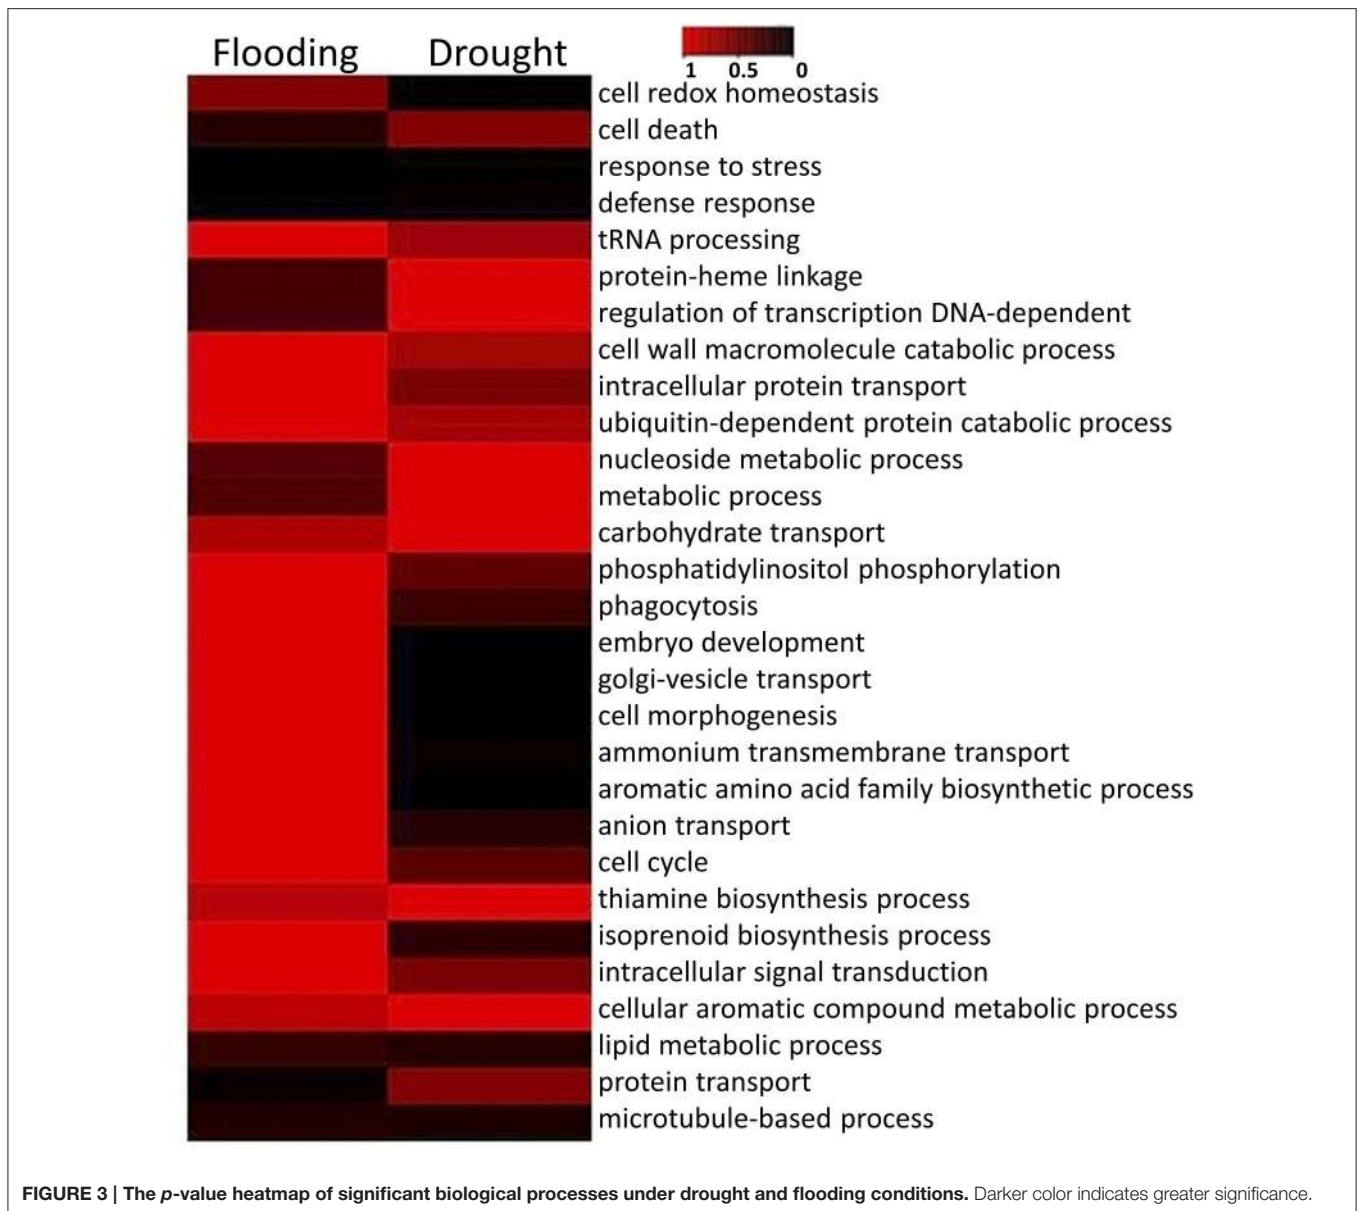 Flooding Drought
1 0.5 0
cell redox homeostasis
cell death
response to stress
defense response
tRNA processing
protein-heme linkage
regulation of transcription DNA-dependent
cell wall macromolecule catabolic process
intracellular protein transport
ubiquitin-dependent protein catabolic process
nucleoside metabolic process
metabolic process
carbohydrate transport
phosphatidylinositol phosphorylation
phagocytosis
embryo development
golgi-vesicle transport
cell morphogenesis
ammonium transmembrane transport
aromatic amino acid family biosynthetic process
anion transport
cell cycle
thiamine biosynthesis process
isoprenoid biosynthesis process
intracellular signal transduction
cellular aromatic compound metabolic process
lipid metabolic process
protein transport
microtubule-based process
FIGURE 3 | The p-value heatmap of significant biological processes under drought and flooding conditions. Darker color indicates greater significance.